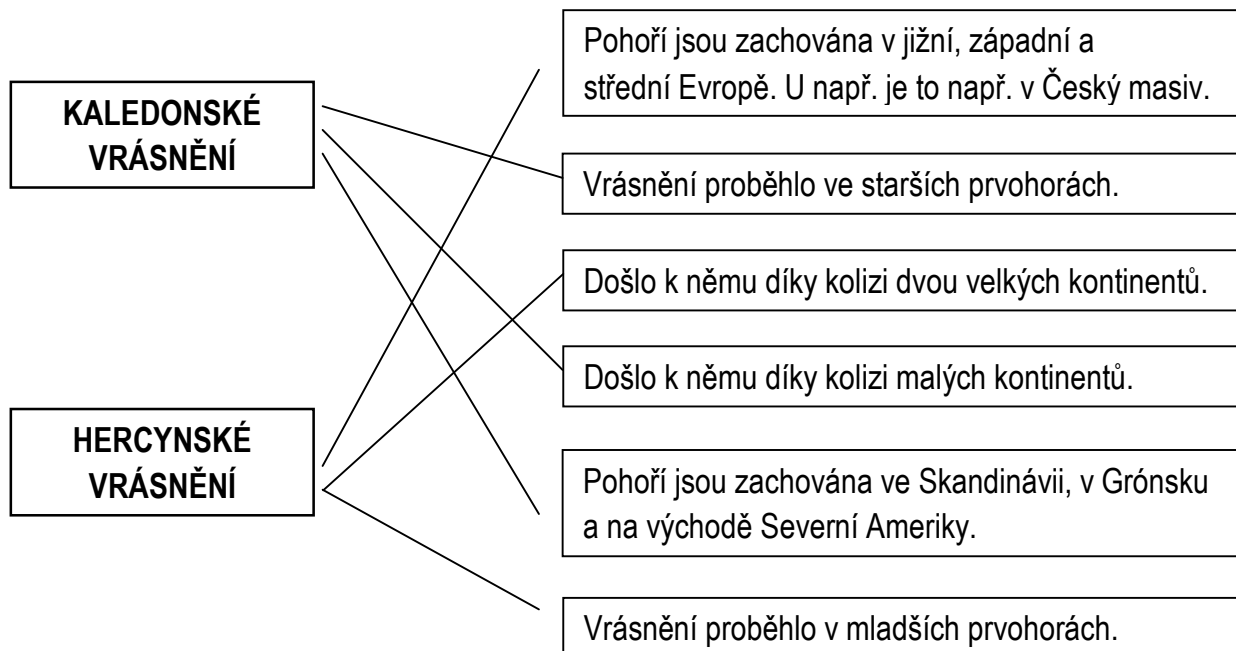 KALEDONSKÉ
VRÁSNĚNÍ
HERCYNSKÉ
VRÁSNĚNÍ
Pohoří jsou zachována v jižní, západní a
střední Evropě. U např. je to např. v Český masiv.
Vrásnění proběhlo ve starších prvohorách.
Došlo k němu díky kolizi dvou velkých kontinentů.
Došlo k němu díky kolizi malých kontinentů.
Pohoří jsou zachována ve Skandinávii, v Grónsku
a na východě Severní Ameriky.
Vrásnění proběhlo v mladších prvohorách.